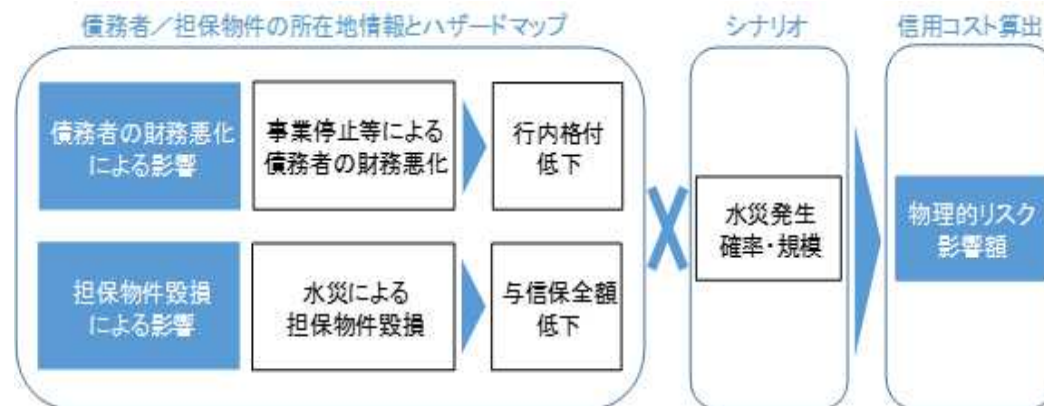 債務者／担保物件の所在地情報とハザードマップ
シナリオ
信用コスト算出
債務者の財務悪化
による影響
事業停止等による
債務者の財務悪化
行内格付
低下
担保物件毀損
による影響
水災による
担保物件毀損
与信保全額
低下
水災発生
確率・規模
物理的リスク
影響額